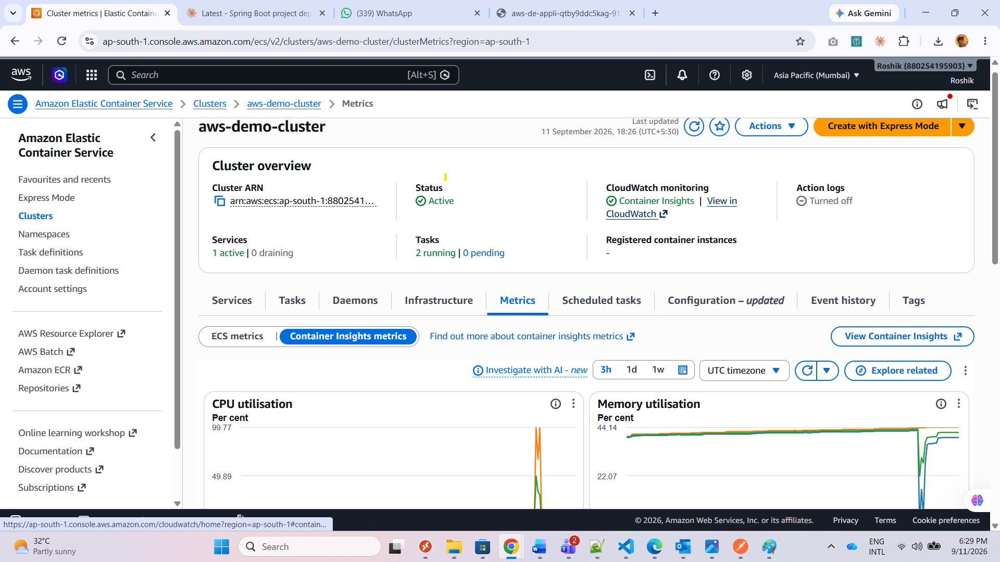 Cluster metrics | Elastic Containe
Latest - Spring Boot project dep
(339) WhatsApp
aws-de-appli-qtby9ddc5kag-91
Ask Gemini
ap-south-1.console.aws.amazon.com/ecs/v2/clusters/aws-demo-cluster/clusterMetrics?region=ap-south-1
aws
Search
[Alt+S]
Asia Pacific (Mumbai)
Roshik (880254195903)
Roshik
Amazon Elastic Container Service
Clusters
aws-demo-cluster
Metrics
Amazon Elastic
Container Service
Favourites and recents
Express Mode
Clusters
Namespaces
Task definitions
Daemon task definitions
Account settings
AWS Resource Explorer
AWS Batch
Amazon ECR
Repositories
Online learning workshop
Documentation
Discover products
Subscriptions
aws-demo-cluster
Last updated
11 September 2026, 18:26 (UTC+5:30)
Actions
Create with Express Mode
Cluster overview
Cluster ARN
arn:aws:ecs:ap-south-1:8802541...
Status
Active
CloudWatch monitoring
Container Insights | View in
CloudWatch
Action logs
Turned off
Services
1 active | 0 draining
Tasks
2 running | 0 pending
Registered container instances
-
Services
Tasks
Daemons
Infrastructure
Metrics
Scheduled tasks
Configuration – updated
Event history
Tags
ECS metrics
Container Insights metrics
Find out more about container insights metrics
View Container Insights
Investigate with AI - new
3h
1d
1w
UTC timezone
Explore related
CPU utilisation
Per cent
99.77
49.89
Memory utilisation
Per cent
44.14
22.07
https://ap-south-1.console.aws.amazon.com/cloudwatch/home?region=ap-south-1#contain...
© 2026, Amazon Web Services, Inc. or its affiliates.
Privacy
Terms
Cookie preferences
32°C
Partly sunny
Search
2
ENG
INTL
6:29 PM
9/11/2026